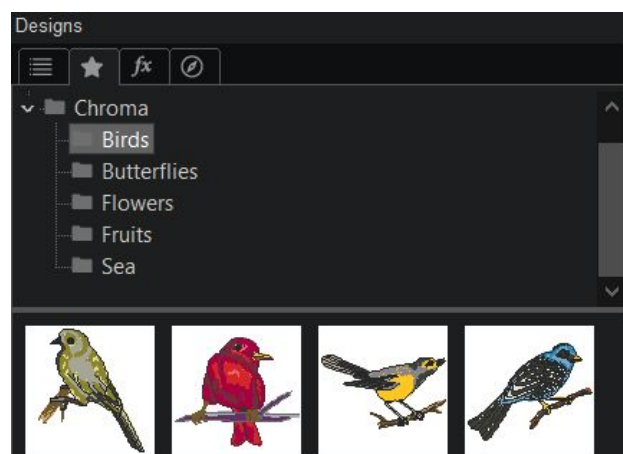 Designs
fx
Chroma
Birds
Butterflies
Flowers
Fruits
Sea